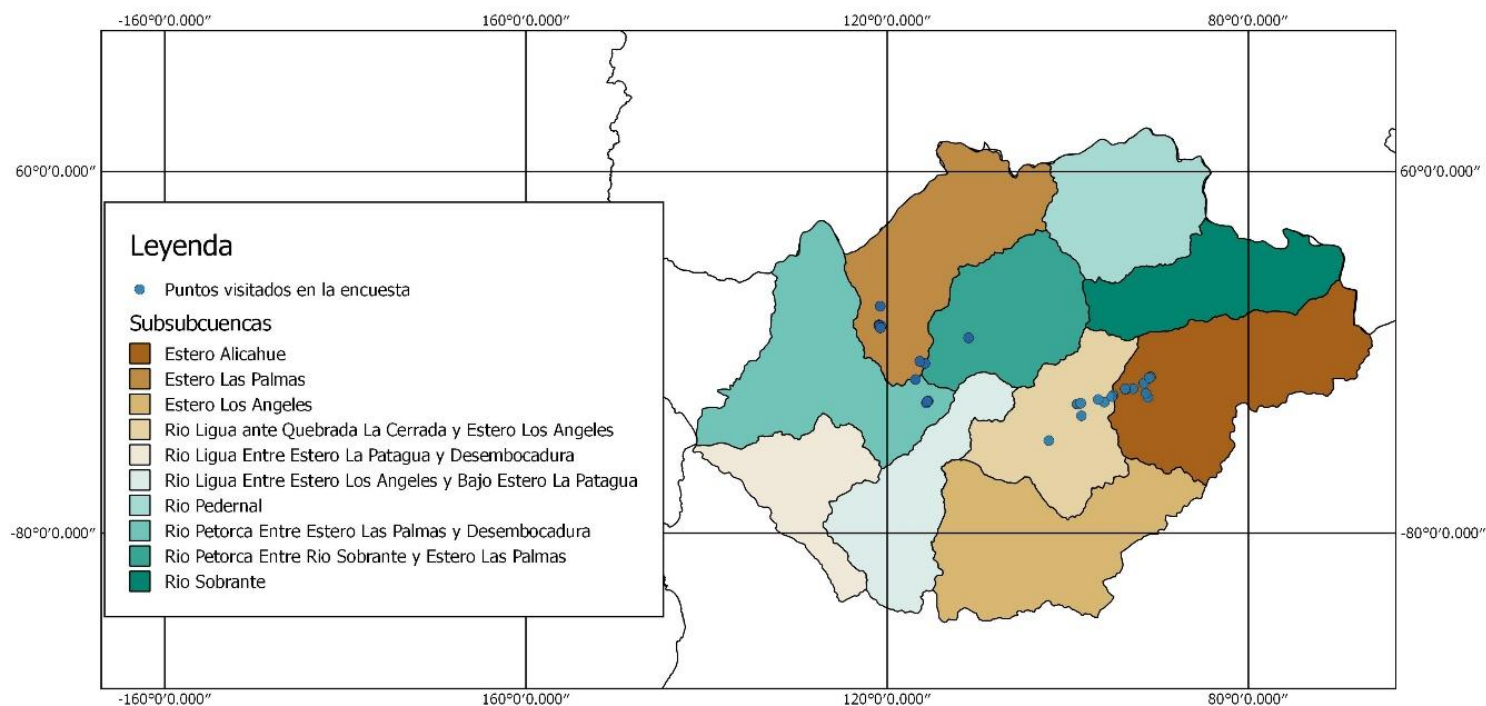 -160°0'0.000" 160°0'0.000" 120°0'0.000" 80°0'0.000"
60°0'0.000" 60°0'0.000"
Leyenda
Puntos visitados en la encuesta
Subsubcuencas
Estero Alicahue
Estero Las Palmas
Estero Los Angeles
Rio Ligua ante Quebrada La Cerrada y Estero Los Angeles
Rio Ligua Entre Estero La Patagua y Desembocadura
Rio Ligua Entre Estero Los Angeles y Bajo Estero La Patagua
Rio Pedernal
Rio Petorca Entre Estero Las Palmas y Desembocadura
Rio Petorca Entre Rio Sobrante y Estero Las Palmas
Rio Sobrante
-80°0'0.000" -80°0'0.000"
-160°0'0.000" 160°0'0.000" 120°0'0.000" 80°0'0.000"